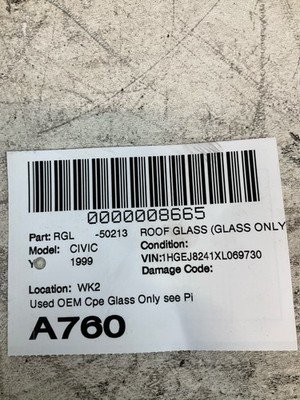 0000008665
Part: RGL -50213 ROOF GLASS (GLASS ONLY
Model: CIVIC Condition:
1999 VIN:1HGEJ8241XL069730
Damage Code:
Location: WK2
Used OEM Cpe Glass Only see Pi
A760